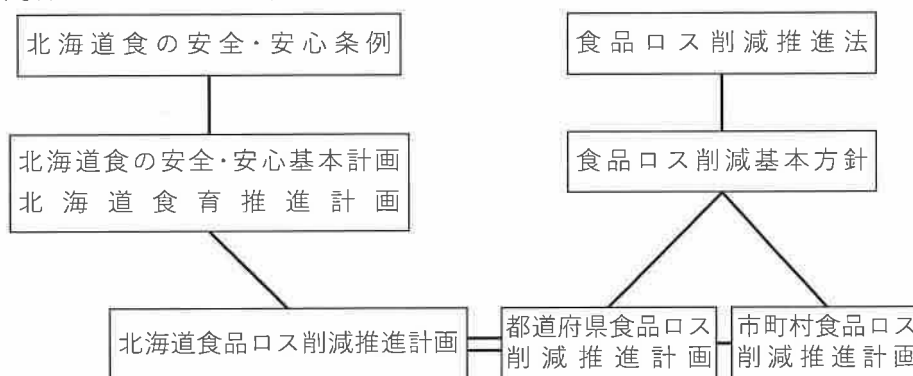 北海道食の安全・安心条例
食品ロス削減推進法
北海道食の安全・安心基本計画
北海道食育推進計画
食品ロス削減基本方針
北海道食品ロス削減推進計画
都道府県食品ロス
削減推進計画
市町村食品ロス
削減推進計画